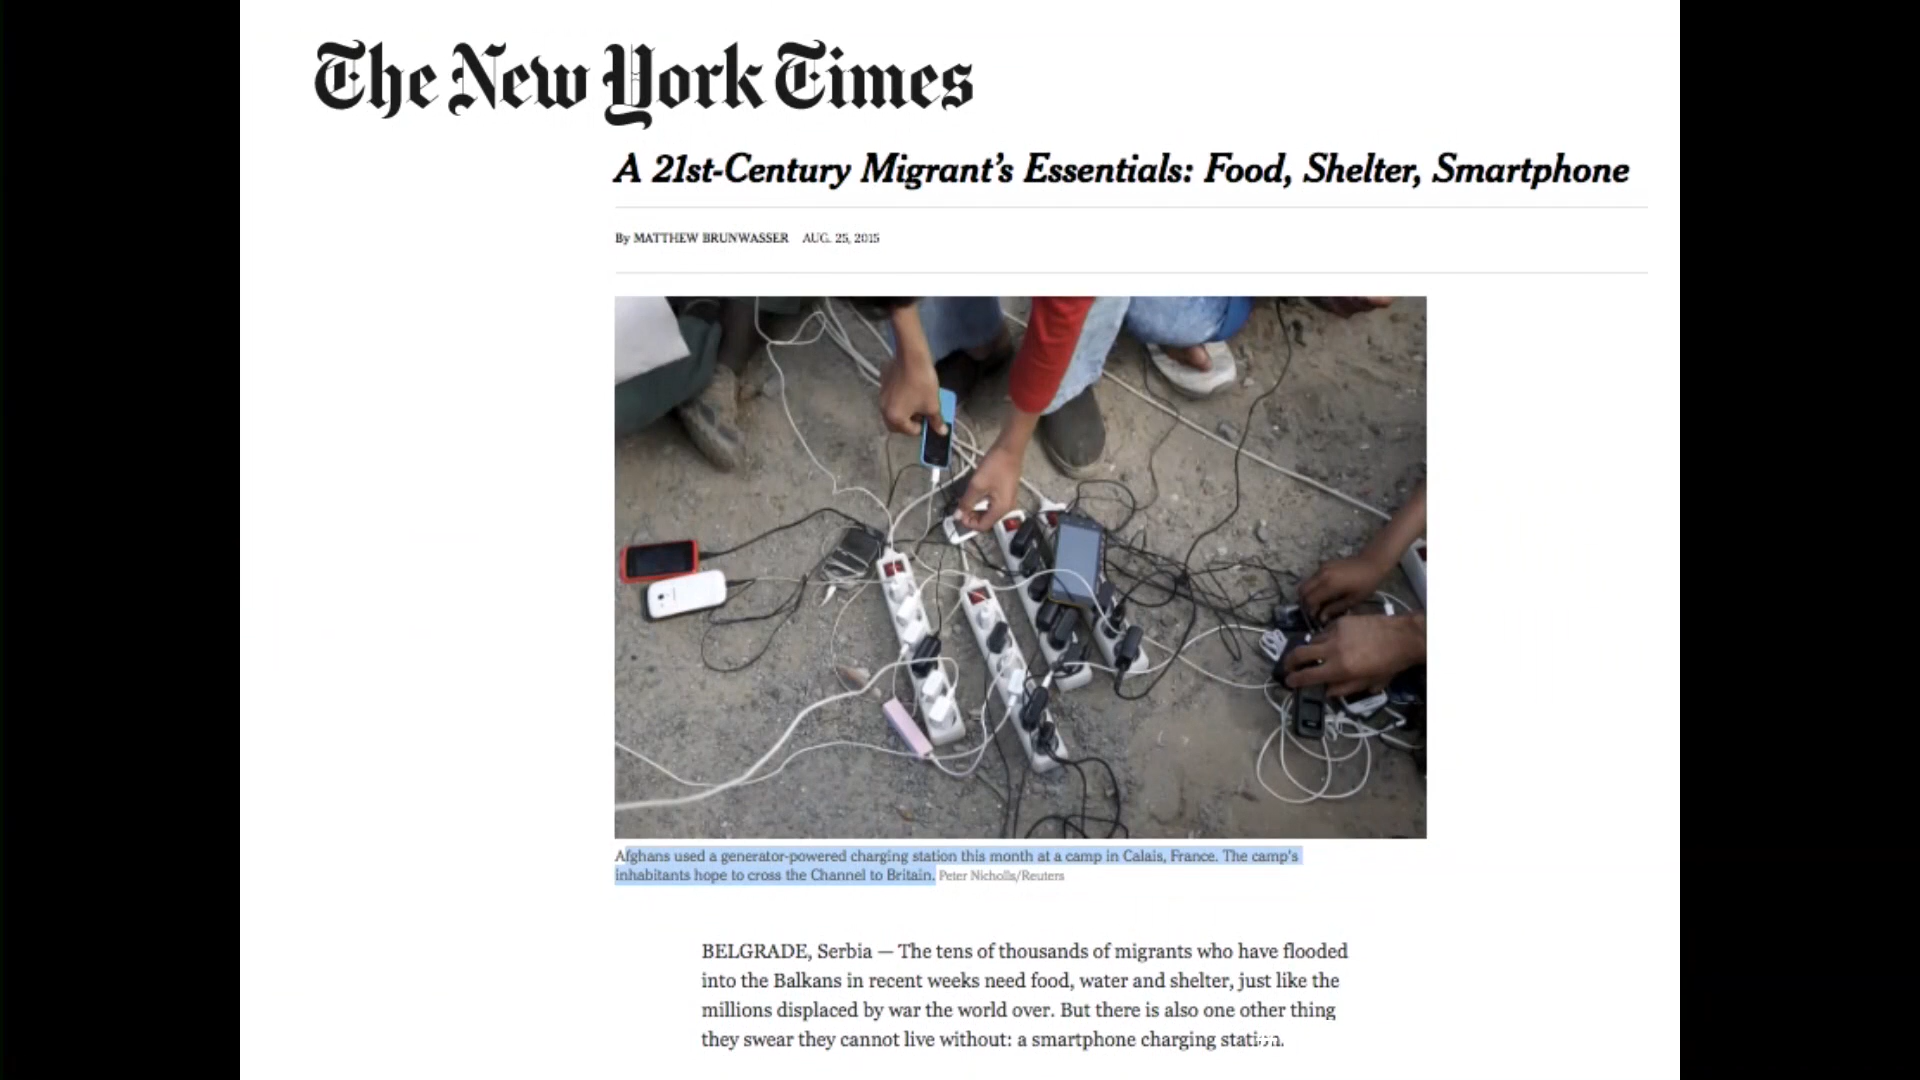 The New York Times
A 21st-Century Migrant's Essentials: Food, Shelter, Smartphone
By MATTHEW BRUNWASSER AUG. 25, 2015
Afghans used a generator-powered charging station this month at a camp in Calais, France. The camp's
inhabitants hope to cross the Channel to Britain. Peter Nicholls/Reuters
BELGRADE, Serbia — The tens of thousands of migrants who have flooded
into the Balkans in recent weeks need food, water and shelter, just like the
millions displaced by war the world over. But there is also one other thing
they swear they cannot live without: a smartphone charging station.